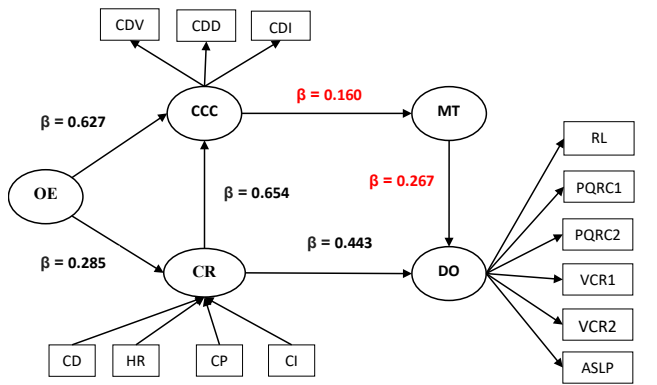 CDV
CDD
CDI
CCC
β = 0.160
MT
RL
β = 0.627
β = 0.267
PQRC1
OE
β = 0.654
PQRC2
β = 0.443
β = 0.285
CR
DO
VCR1
VCR2
CD
HR
CP
CI
ASLP